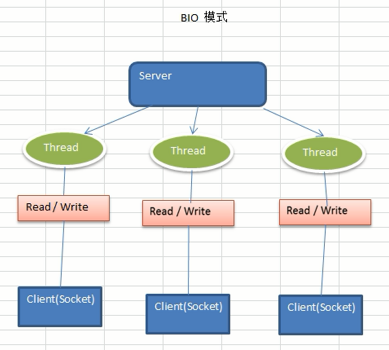 BIO 模式
Server
Thread
Thread
Thread
Read / Write
Read / Write
Read / Write
Client(Socket)
Client(Socket)
Client(Socket)